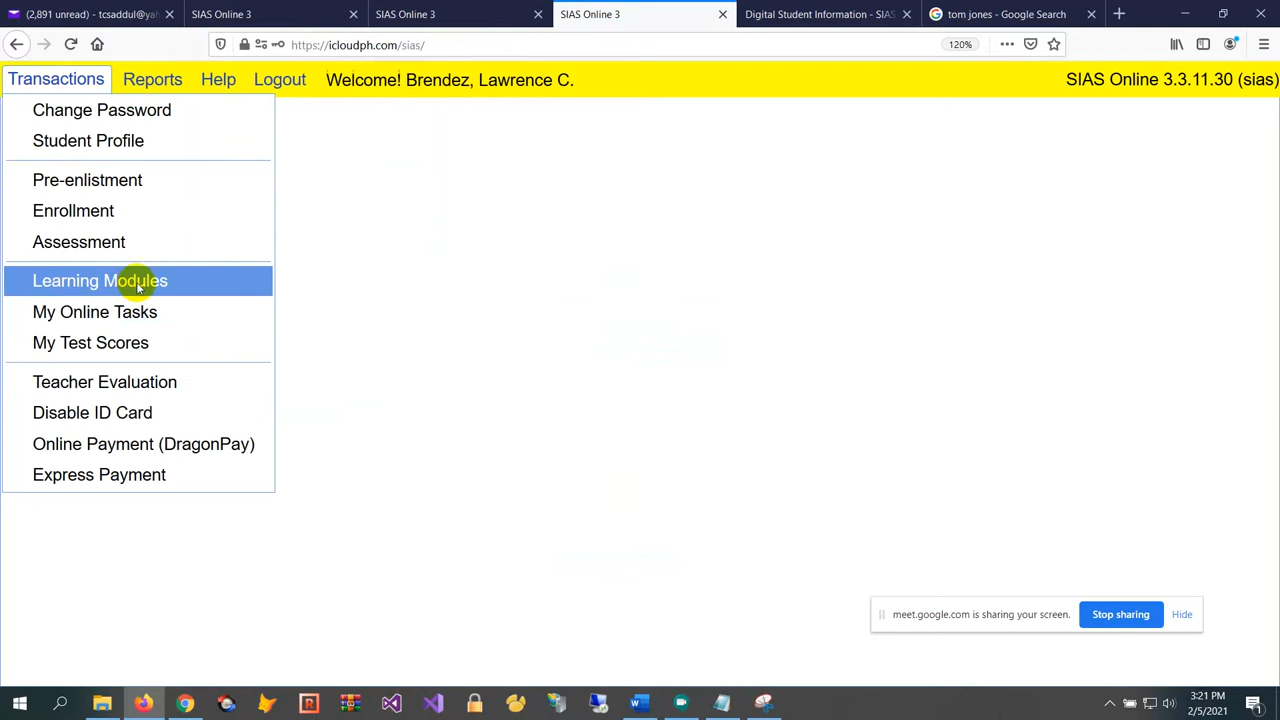 (2,891 unread) - tcsaddul@yah
SIAS Online 3
SIAS Online 3
SIAS Online 3
Digital Student Information - SIAS
tom jones - Google Search
https://icloudph.com/sias/
120%
Transactions Reports Help Logout Welcome! Brendez, Lawrence C. SIAS Online 3.3.11.30 (sias)
Change Password
Student Profile
Pre-enlistment
Enrollment
Assessment
Learning Modules
My Online Tasks
My Test Scores
Teacher Evaluation
Disable ID Card
Online Payment (DragonPay)
Express Payment
meet.google.com is sharing your screen. Stop sharing Hide
3:21 PM
2/5/2021